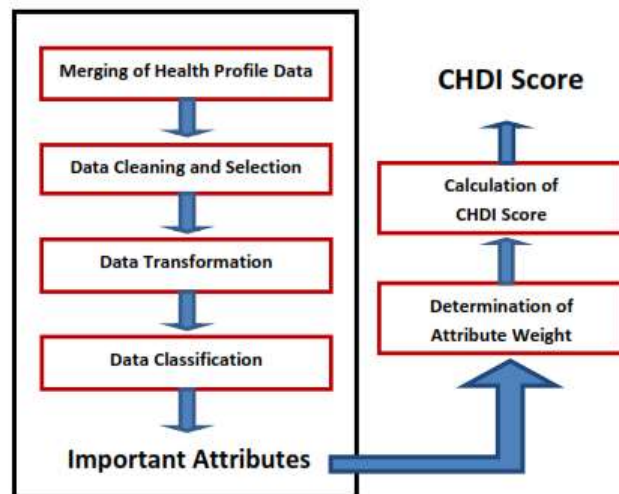 Merging of Health Profile Data
Data Cleaning and Selection
Data Transformation
Data Classification
Important Attributes
CHDI Score
Calculation of
CHDI Score
Determination of
Attribute Weight